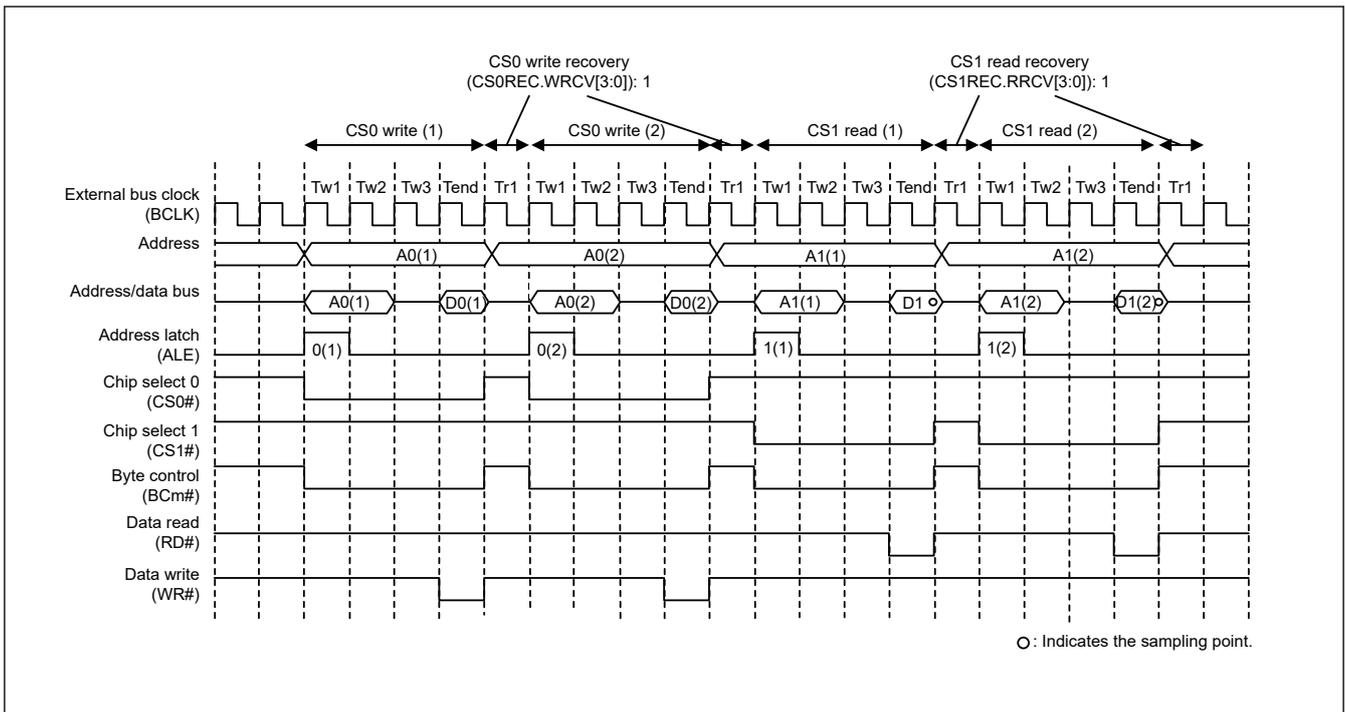 CS0 write recovery
(CS0REC.WRCV[3:0]): 1
CS1 read recovery
(CS1REC.RRCV[3:0]): 1
CS0 write (1) CS0 write (2) CS1 read (1) CS1 read (2)
Tw1 Tw2 Tw3 Tend Tr1 Tw1 Tw2 Tw3 Tend Tr1 Tw1 Tw2 Tw3 Tend Tr1 Tw1 Tw2 Tw3 Tend Tr1
External bus clock
(BCLK)
Address A0(1) A0(2) A1(1) A1(2)
Address/data bus A0(1) D0(1) A0(2) D0(2) A1(1) D1 A1(2) D1(2)
Address latch
(ALE) 0(1) 0(2) 1(1) 1(2)
Chip select 0
(CS0#)
Chip select 1
(CS1#)
Byte control
(BCm#)
Data read
(RD#)
Data write
(WR#)
: Indicates the sampling point.